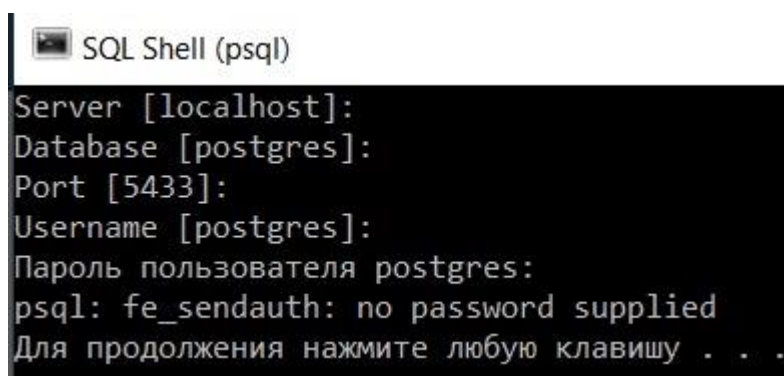 SQL Shell (psql)
Server [localhost]:
Database [postgres]:
Port [5433]:
Username [postgres]:
Пароль пользователя postgres:
psql: fe_sendauth: no password supplied
Для продолжения нажмите любую клавишу . . .